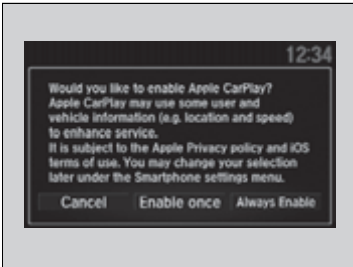 12:34
Would you like to enable Apple CarPlay?
Apple CarPlay may use some user and
vehicle information (e.g. location and speed)
to enhance service.
It is subject to the Apple Privacy policy and iOS
terms of use. You may change your selection
later under the Smartphone settings menu.
Cancel Enable once Always Enable